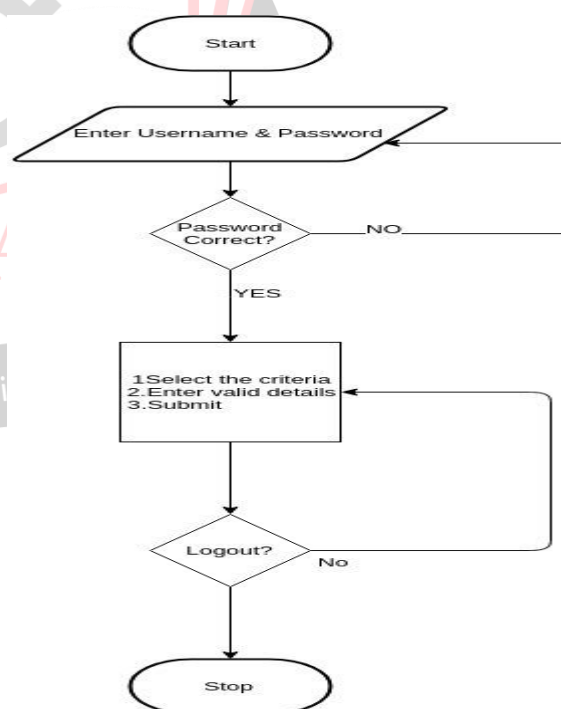 Start
Enter Username & Password
Password
Correct?
NO
YES
1Select the criteria
2.Enter valid details
3.Submit
Logout?
No
Stop